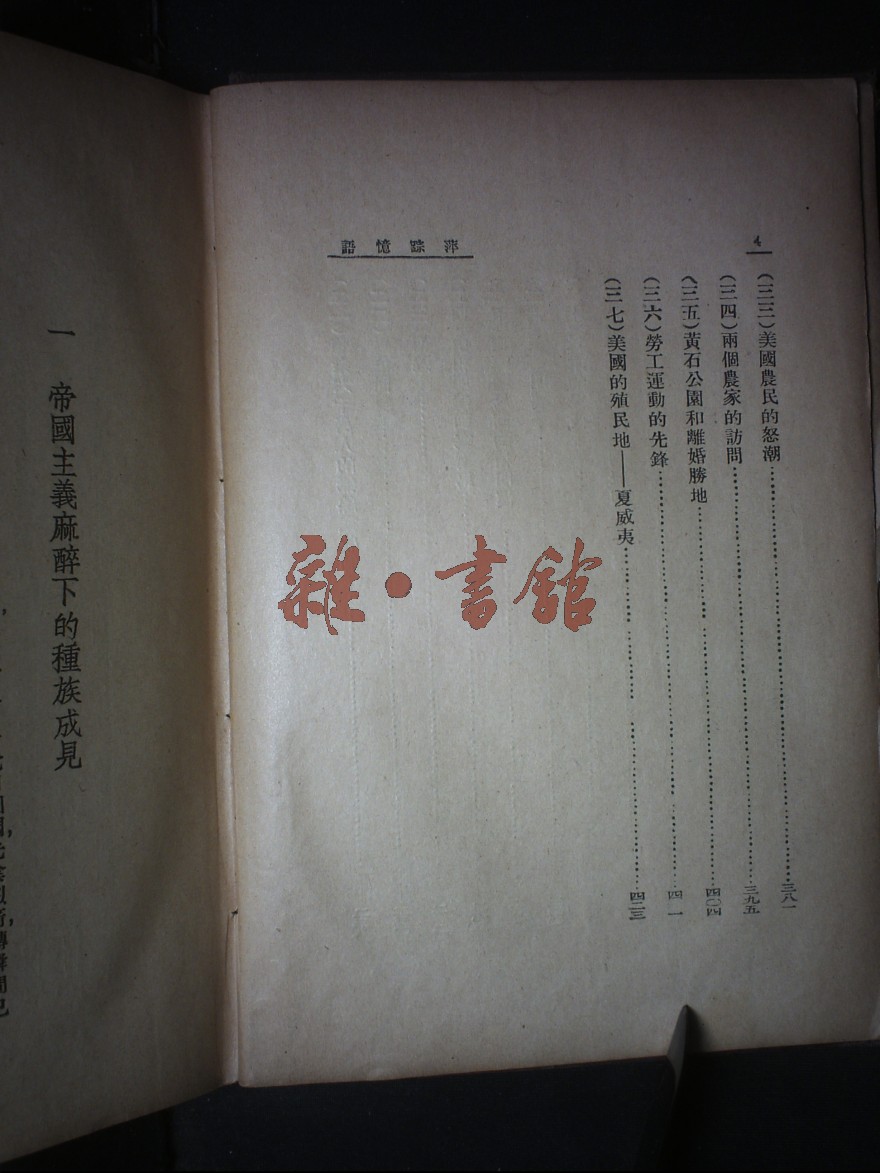 4
萍踪憶語
(三三)美國農民的怒潮……三八一
(三四)兩個農家的訪問……三九五
(三五)黃石公園和離婚勝地……四〇四
(三六)勞工運動的先鋒……四一
(三七)美國的殖民地——夏威夷……四二三
雜•書館
一 帝國主義麻醉下的種族成見